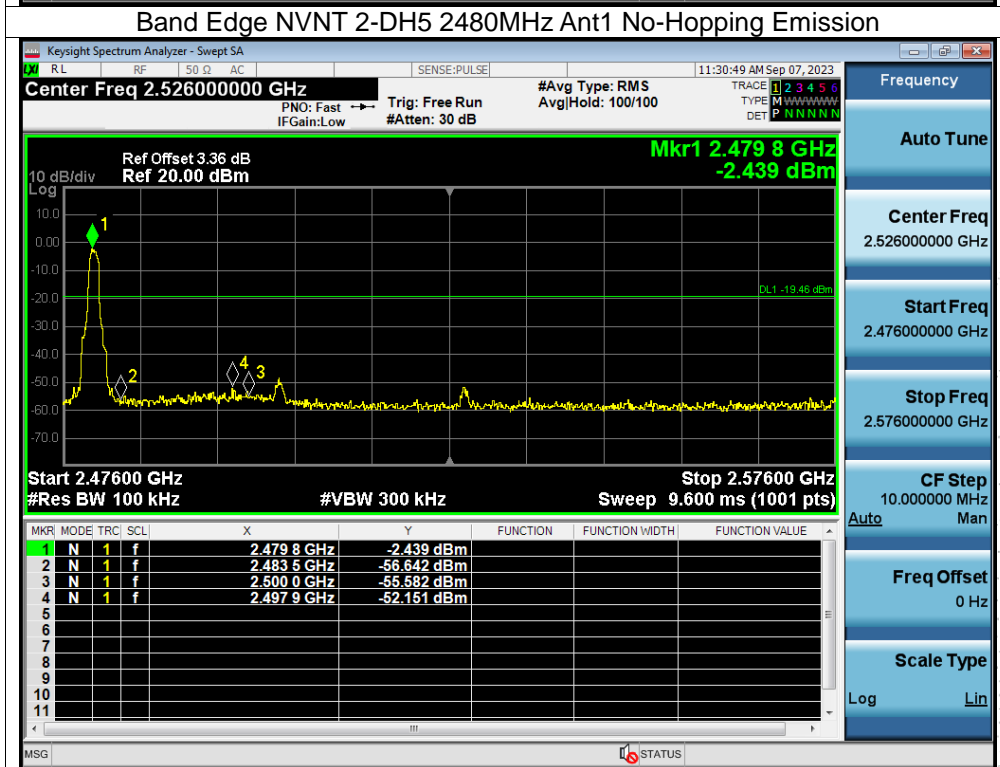 Band Edge NVNT 2-DH5 2480MHz Ant1 No-Hopping Emission
Keysight Spectrum Analyzer - Swept SA
LXI RL RF 50 Ω AC SENSE:PULSE 11:30:49 AM Sep 07, 2023
Center Freq 2.526000000 GHz #Avg Type: RMS TRACE 1 2 3 4 5 6
PNO: Fast Trig: Free Run Avg|Hold: 100/100 TYPE M WWWWW
IFGain:Low #Atten: 30 dB DET P N N N N N
Frequency
Mkr1 2.479 8 GHz
-2.439 dBm
Ref Offset 3.36 dB
10 dB/div Ref 20.00 dBm
Log
10.0
0.00
-10.0
-20.0
-30.0
-40.0
-50.0
-60.0
-70.0
1
2
4
3
DL1 -19.46 dBm
Start 2.47600 GHz Stop 2.57600 GHz
#Res BW 100 kHz #VBW 300 kHz Sweep 9.600 ms (1001 pts)
MKR MODE TRC SCL X Y FUNCTION FUNCTION WIDTH FUNCTION VALUE
1 N 1 f 2.479 8 GHz -2.439 dBm
2 N 1 f 2.483 5 GHz -56.642 dBm
3 N 1 f 2.500 0 GHz -55.582 dBm
4 N 1 f 2.497 9 GHz -52.151 dBm
5
6
7
8
9
10
11
MSG STATUS
Auto Tune
Center Freq
2.526000000 GHz
Start Freq
2.476000000 GHz
Stop Freq
2.576000000 GHz
CF Step
10.000000 MHz
Auto Man
Freq Offset
0 Hz
Scale Type
Log Lin